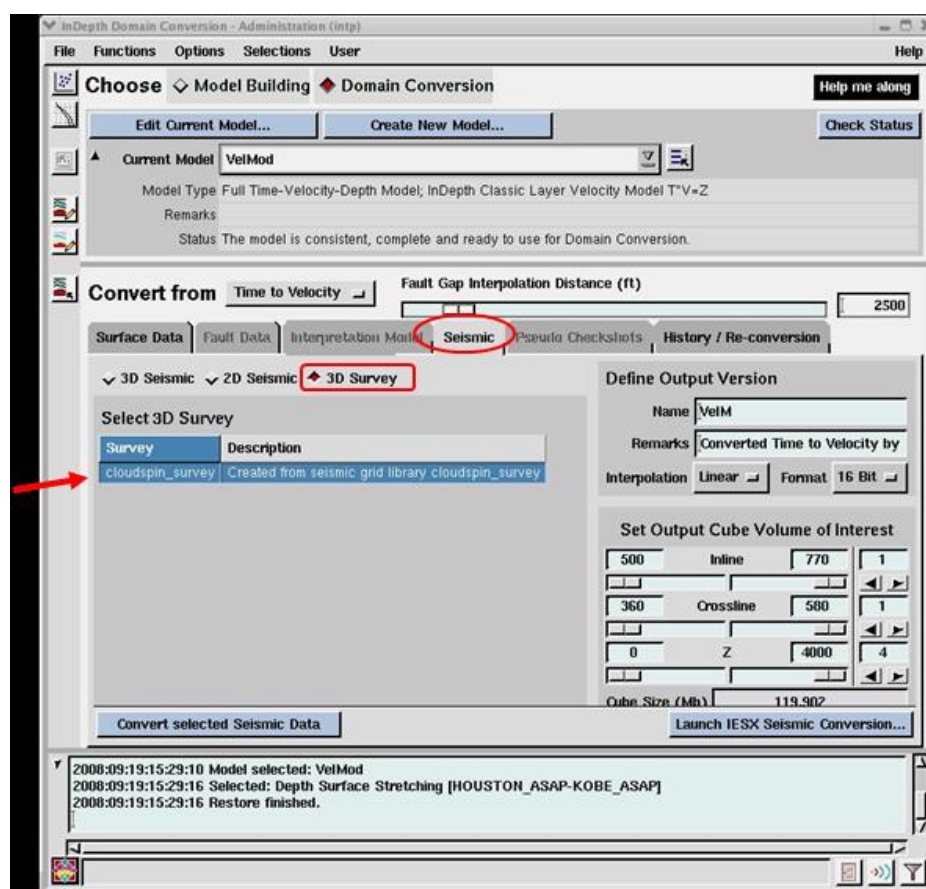 InDepth Domain Conversion - Administration (intp)
File Functions Options Selections User Help
Choose Model Building Domain Conversion Help me along
Edit Current Model... Create New Model... Check Status
Current Model VelMod
Model Type Full Time-Velocity-Depth Model; InDepth Classic Layer Velocity Model T*V=Z
Remarks
Status The model is consistent, complete and ready to use for Domain Conversion.
Convert from Time to Velocity Fault Gap Interpolation Distance (ft) 2500
Surface Data Fault Data Interpretation Model Seismic Pseudo Checkshots History / Re-conversion
3D Seismic 2D Seismic 3D Survey
Define Output Version
Select 3D Survey
Name VelM
Survey Description
Remarks Converted Time to Velocity by
cloudspin_survey Created from seismic grid library cloudspin_survey
Interpolation Linear Format 16 Bit
Set Output Cube Volume of Interest
500 Inline 770 1
360 Crossline 580 1
0 Z 4000 4
Cube Size (Mb) 119.902
Convert selected Seismic Data Launch IESX Seismic Conversion...
2008:09:19:15:29:10 Model selected: VelMod
2008:09:19:15:29:16 Selected: Depth Surface Stretching [HOUSTON_ASAP-KOBE_ASAP]
2008:09:19:15:29:16 Restore finished.